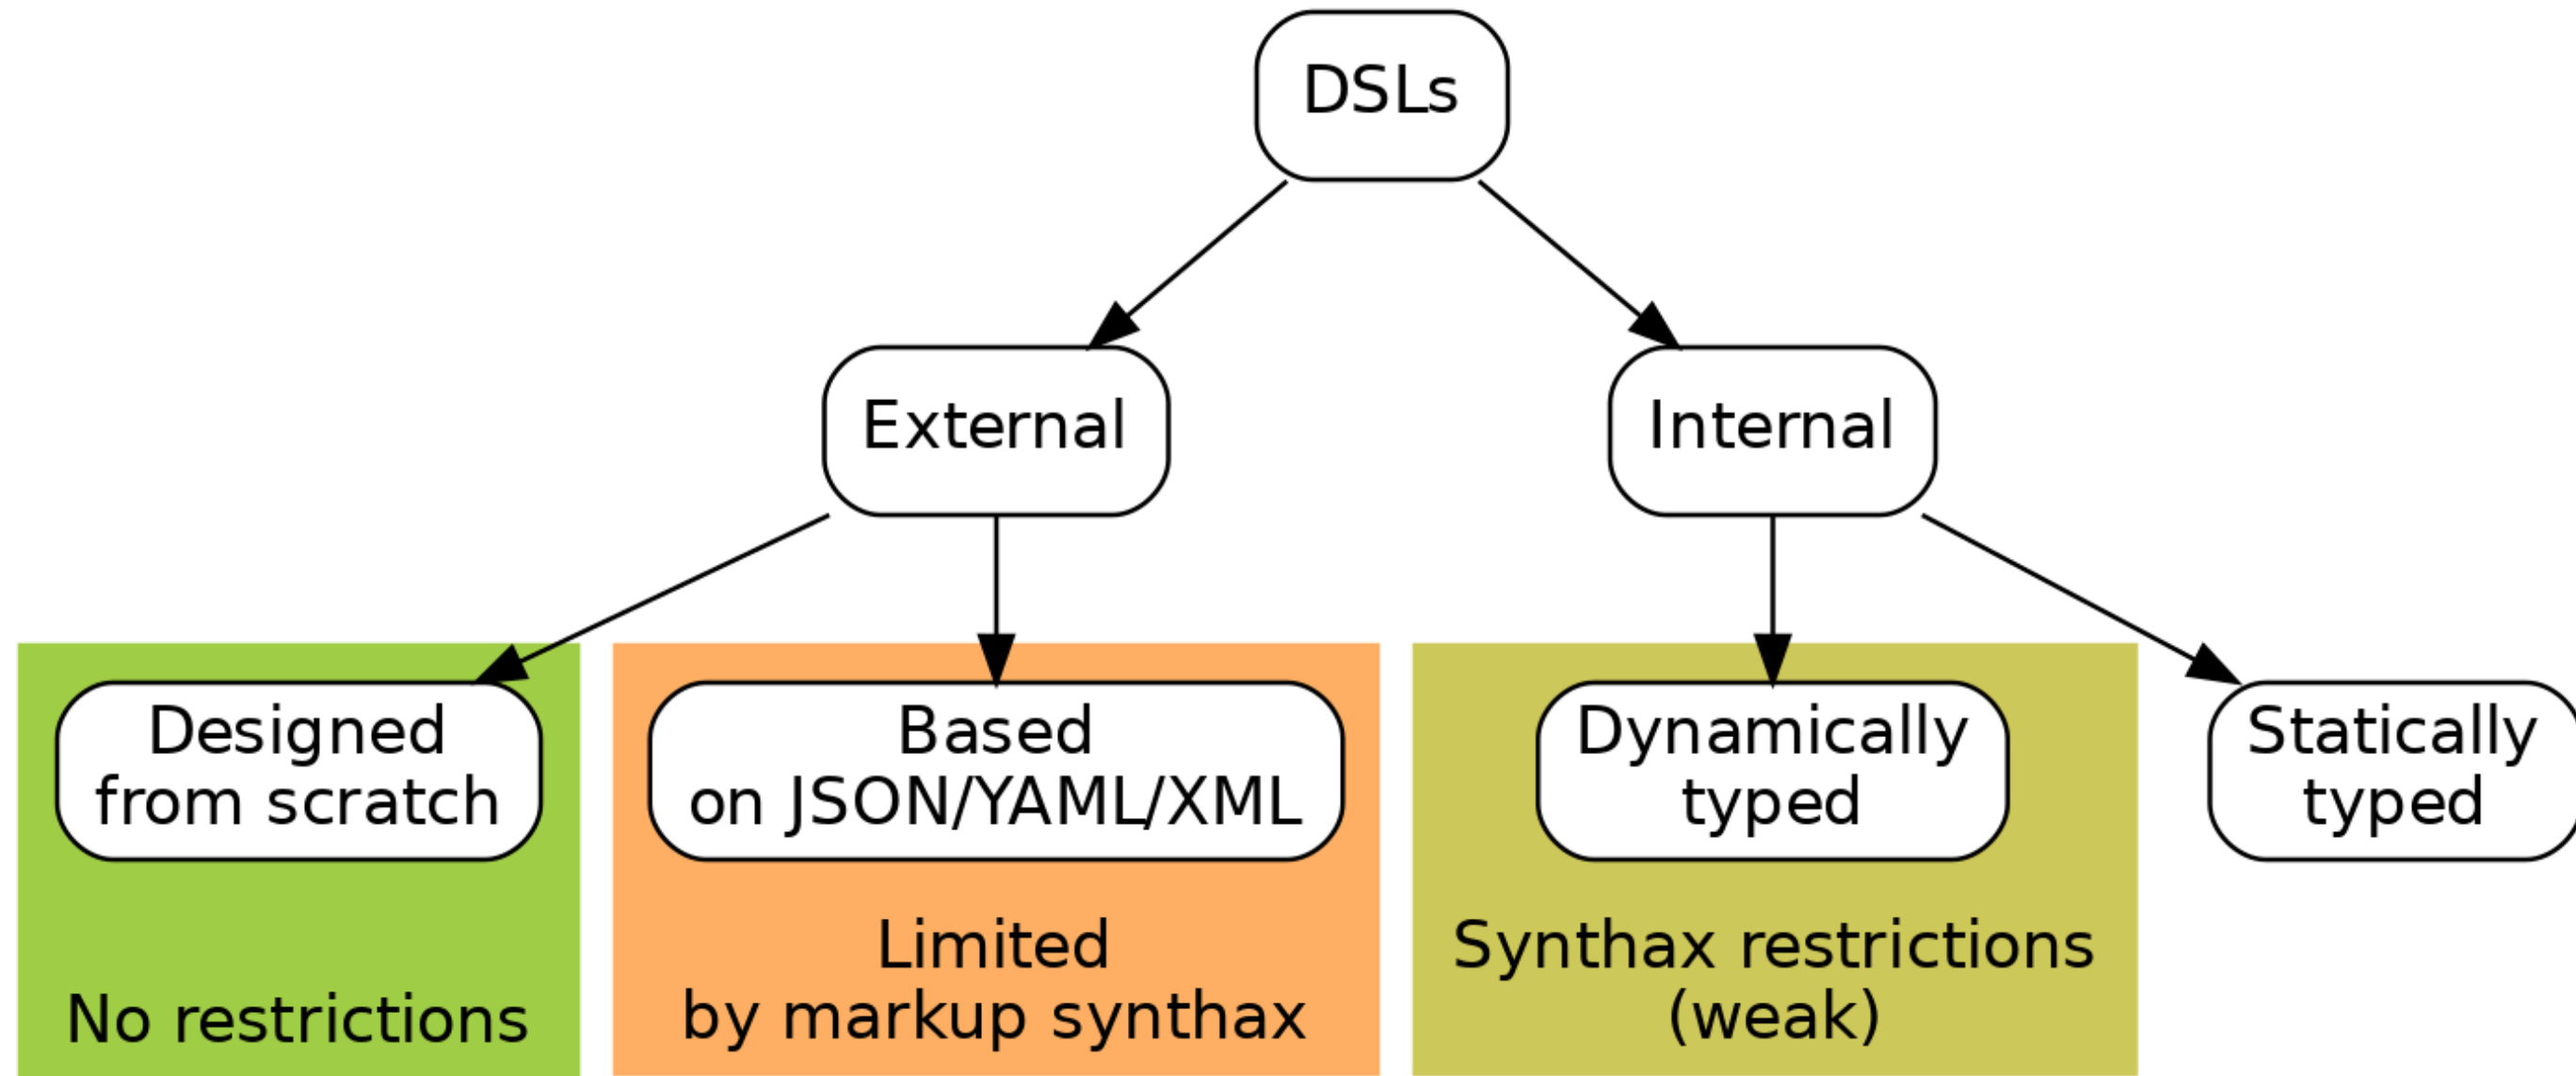 DSLs
External
Internal
Designed
from scratch
Based
on JSON/YAML/XML
Dynamically
typed
Statically
typed
No restrictions
Limited
by markup synthax
Synthax restrictions
(weak)